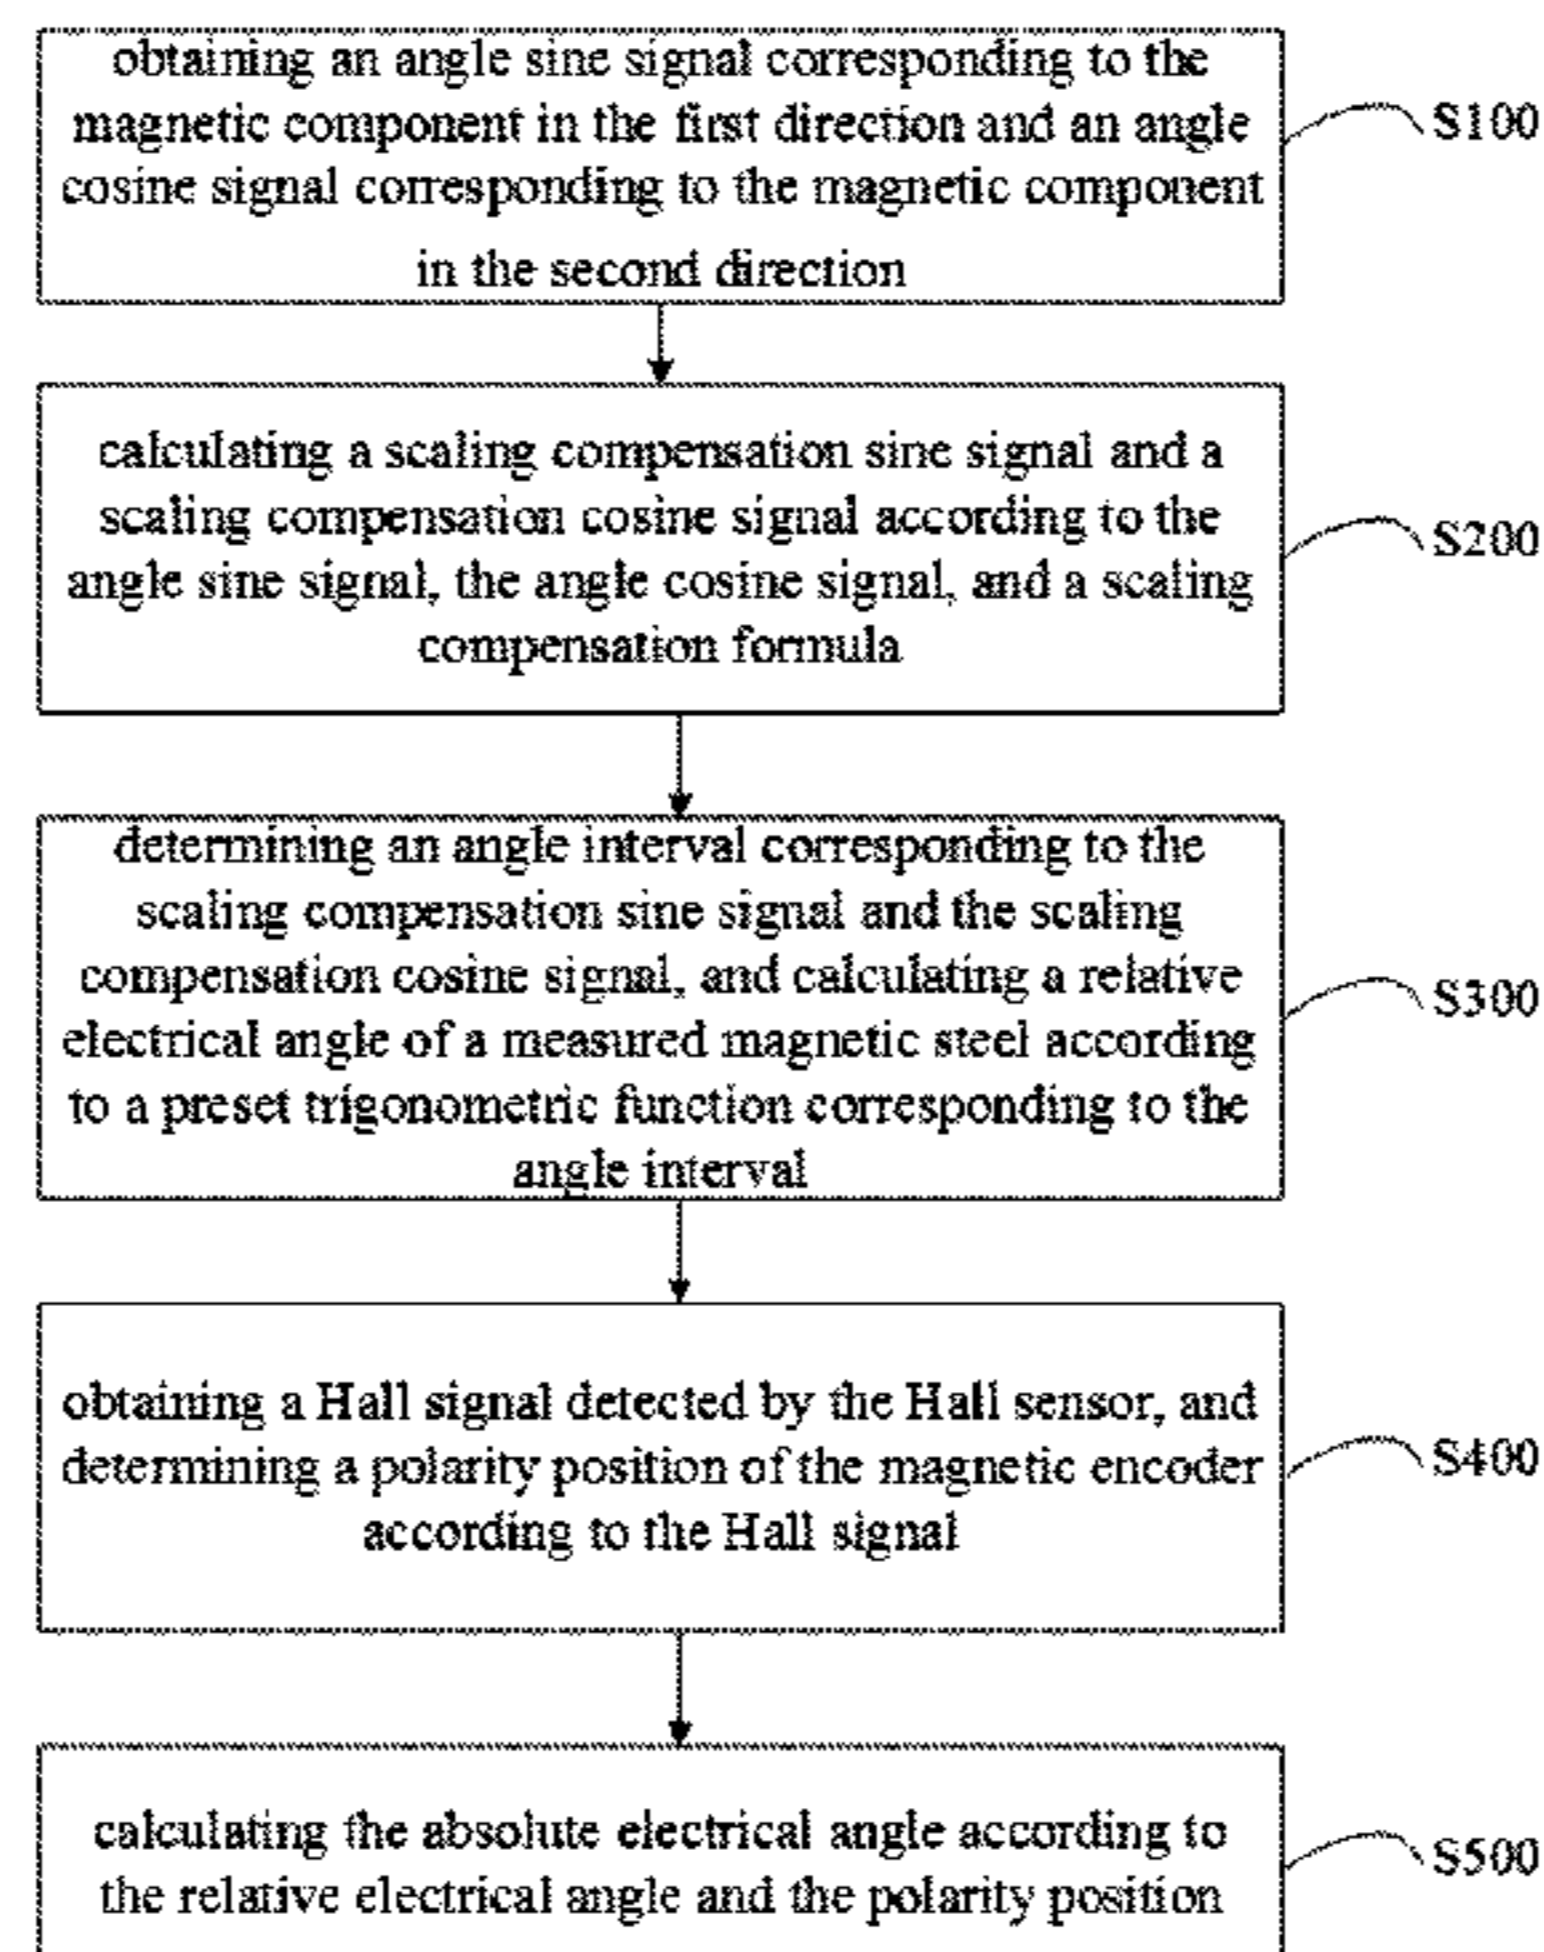 obtaining an angle sine signal corresponding to the
magnetic component in the first direction and an angle
cosine signal corresponding to the magnetic component
in the second direction
S100
calculating a scaling compensation sine signal and a
scaling compensation cosine signal according to the
angle sine signal, the angle cosine signal, and a scaling
compensation formula
S200
determining an angle interval corresponding to the
scaling compensation sine signal and the scaling
compensation cosine signal, and calculating a relative
electrical angle of a measured magnetic steel according
to a preset trigonometric function corresponding to the
angle interval
S300
obtaining a Hall signal detected by the Hall sensor, and
determining a polarity position of the magnetic encoder
according to the Hall signal
S400
calculating the absolute electrical angle according to
the relative electrical angle and the polarity position
S500